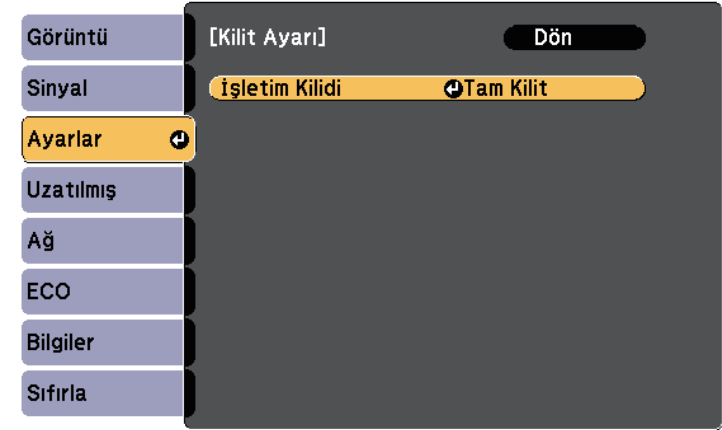 Görüntü
Sinyal
Ayarlar
Uzatılmış
Ağ
ECO
Bilgiler
Sıfırla
[Kilit Ayarı] Dön
İşletim Kilidi Tam Kilit